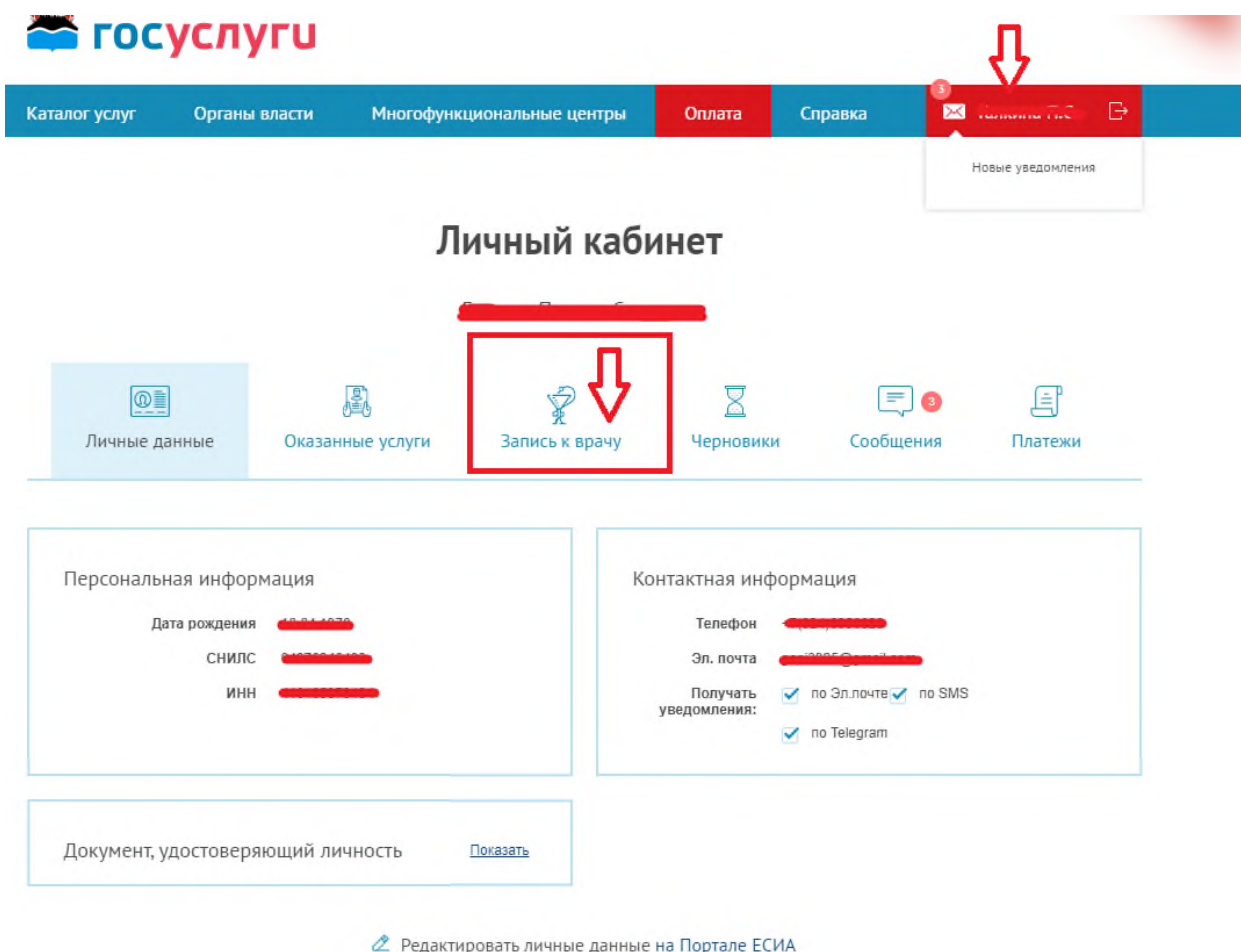 госуслуги
Каталог услуг Органы власти Многофункциональные центры Оплата Справка 3
Новые уведомления
Личный кабинет
Личные данные Оказанные услуги Запись к врачу Черновики Сообщения 3 Платежи
Персональная информация
Дата рождения
СНИЛС
ИНН
Контактная информация
Телефон
Эл. почта
Получать уведомления: по Эл.почте по SMS
по Telegram
Документ, удостоверяющий личность Показать
Редактировать личные данные на Портале ЕСИА